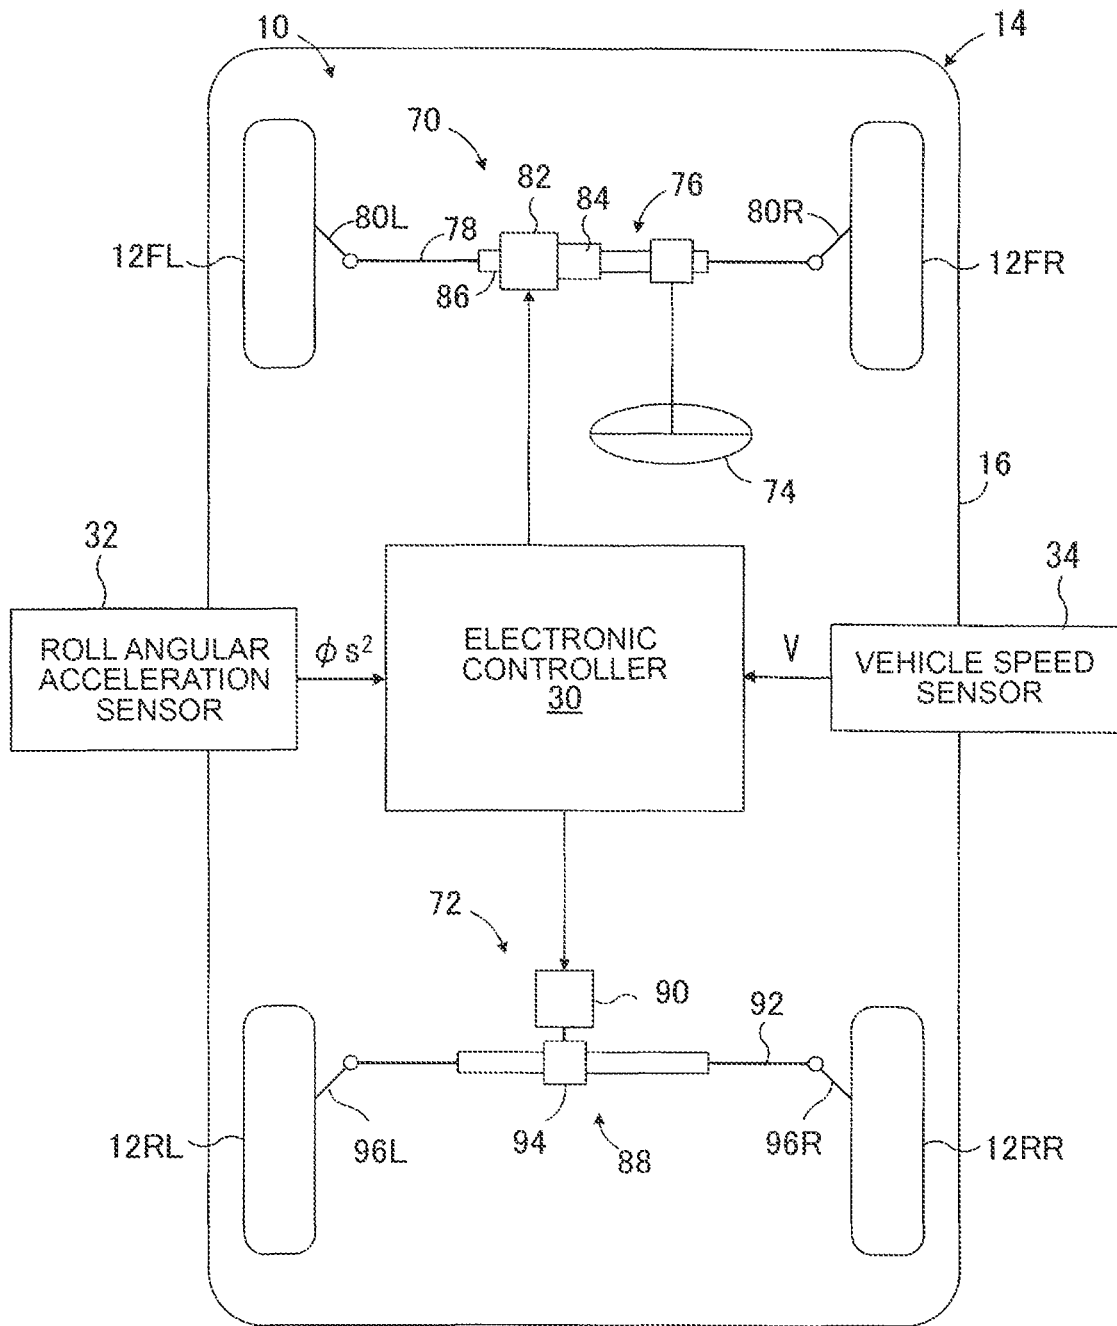 10
14
70
82
84
76
80L
78
80R
12FL
86
12FR
74
16
32
34
ROLL ANGULAR
ACCELERATION
SENSOR
ϕ s²
ELECTRONIC
CONTROLLER
30
V
VEHICLE SPEED
SENSOR
72
90
92
12RL
96L
94
88
96R
12RR